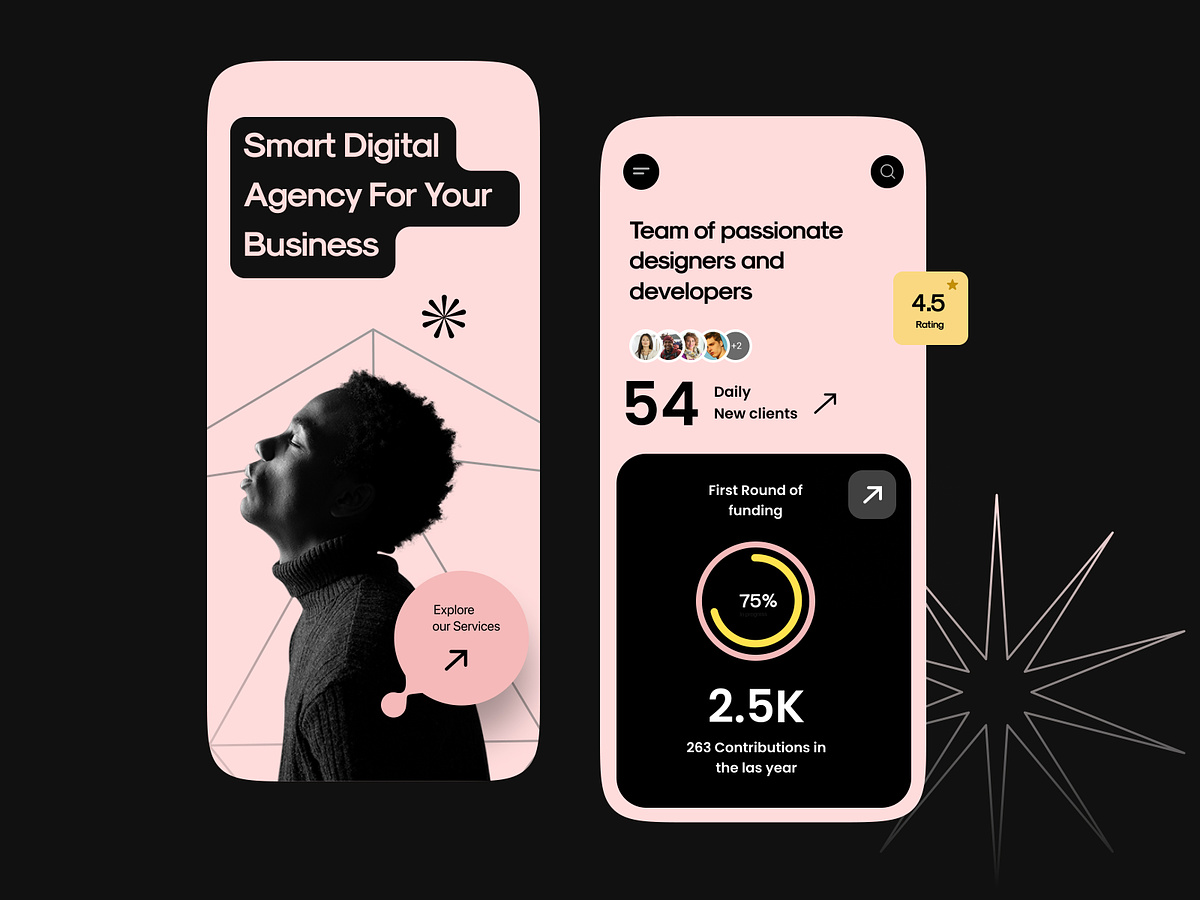 Smart Digital
Agency For Your
Business
Explore
our Services
Team of passionate
designers and
developers
4.5
Rating
+2
54
Daily
New clients
First Round of
funding
75%
2.5K
263 Contributions in
the las year